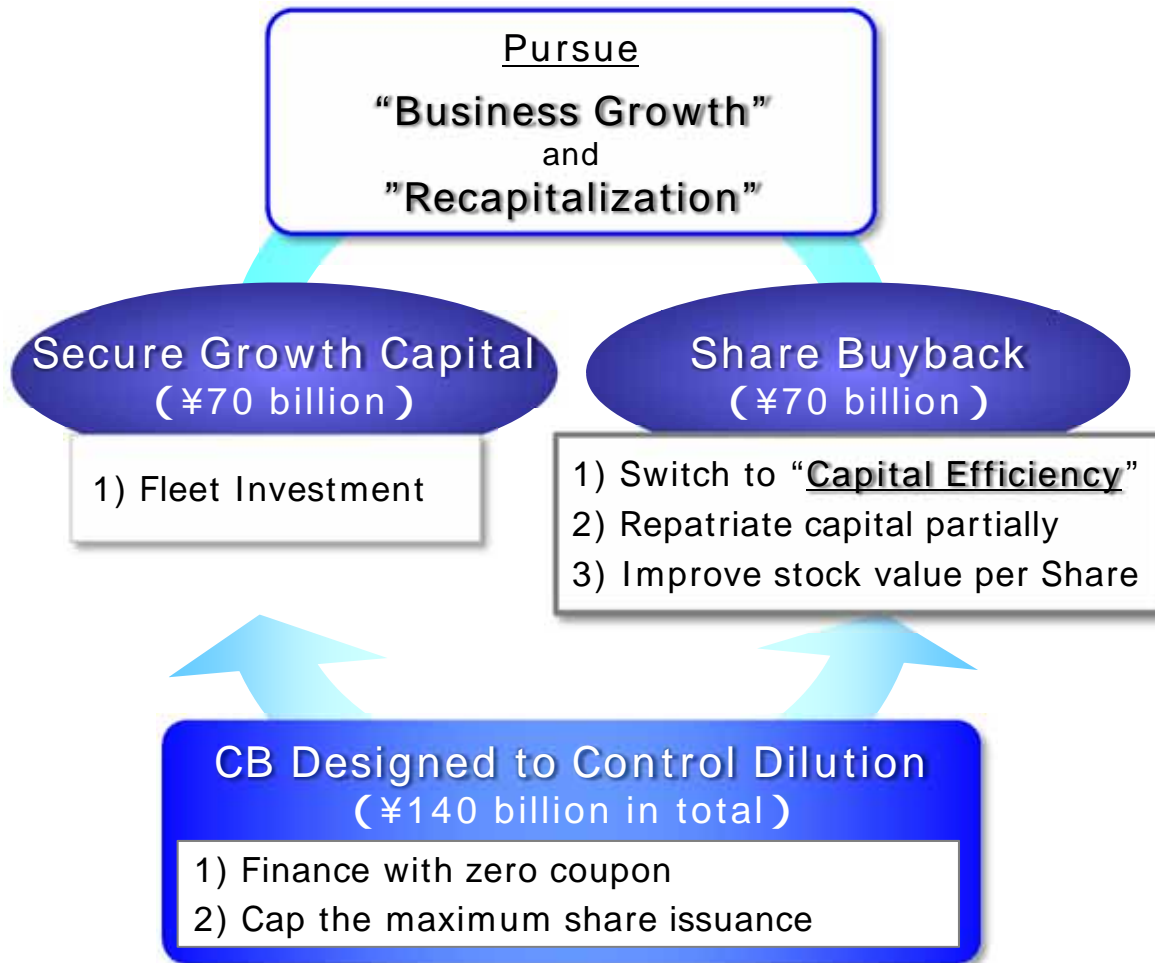 Pursue
“Business Growth”
and
”Recapitalization”
Secure Growth Capital
(¥70 billion)
1) Fleet Investment
Share Buyback
(¥70 billion)
1) Switch to “Capital Efficiency”
2) Repatriate capital partially
3) Improve stock value per Share
CB Designed to Control Dilution
(¥140 billion in total)
1) Finance with zero coupon
2) Cap the maximum share issuance